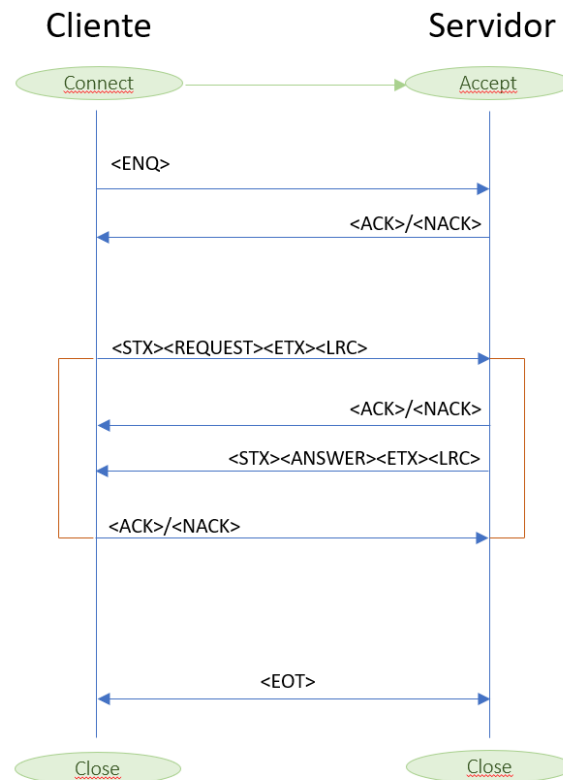 Cliente
Servidor
Connect
Accept
<ENQ>
<ACK>/<NACK>
<STX><REQUEST><ETX><LRC>
<ACK>/<NACK>
<STX><ANSWER><ETX><LRC>
<ACK>/<NACK>
<EOT>
Close
Close